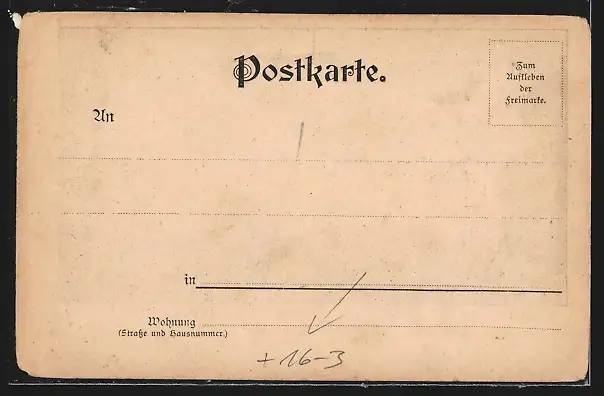 Postkarte.
Zum
Aufkleben
der
Freimarke.
An
in
Wohnung
(Straße und Hausnummer.)
+ 16-3